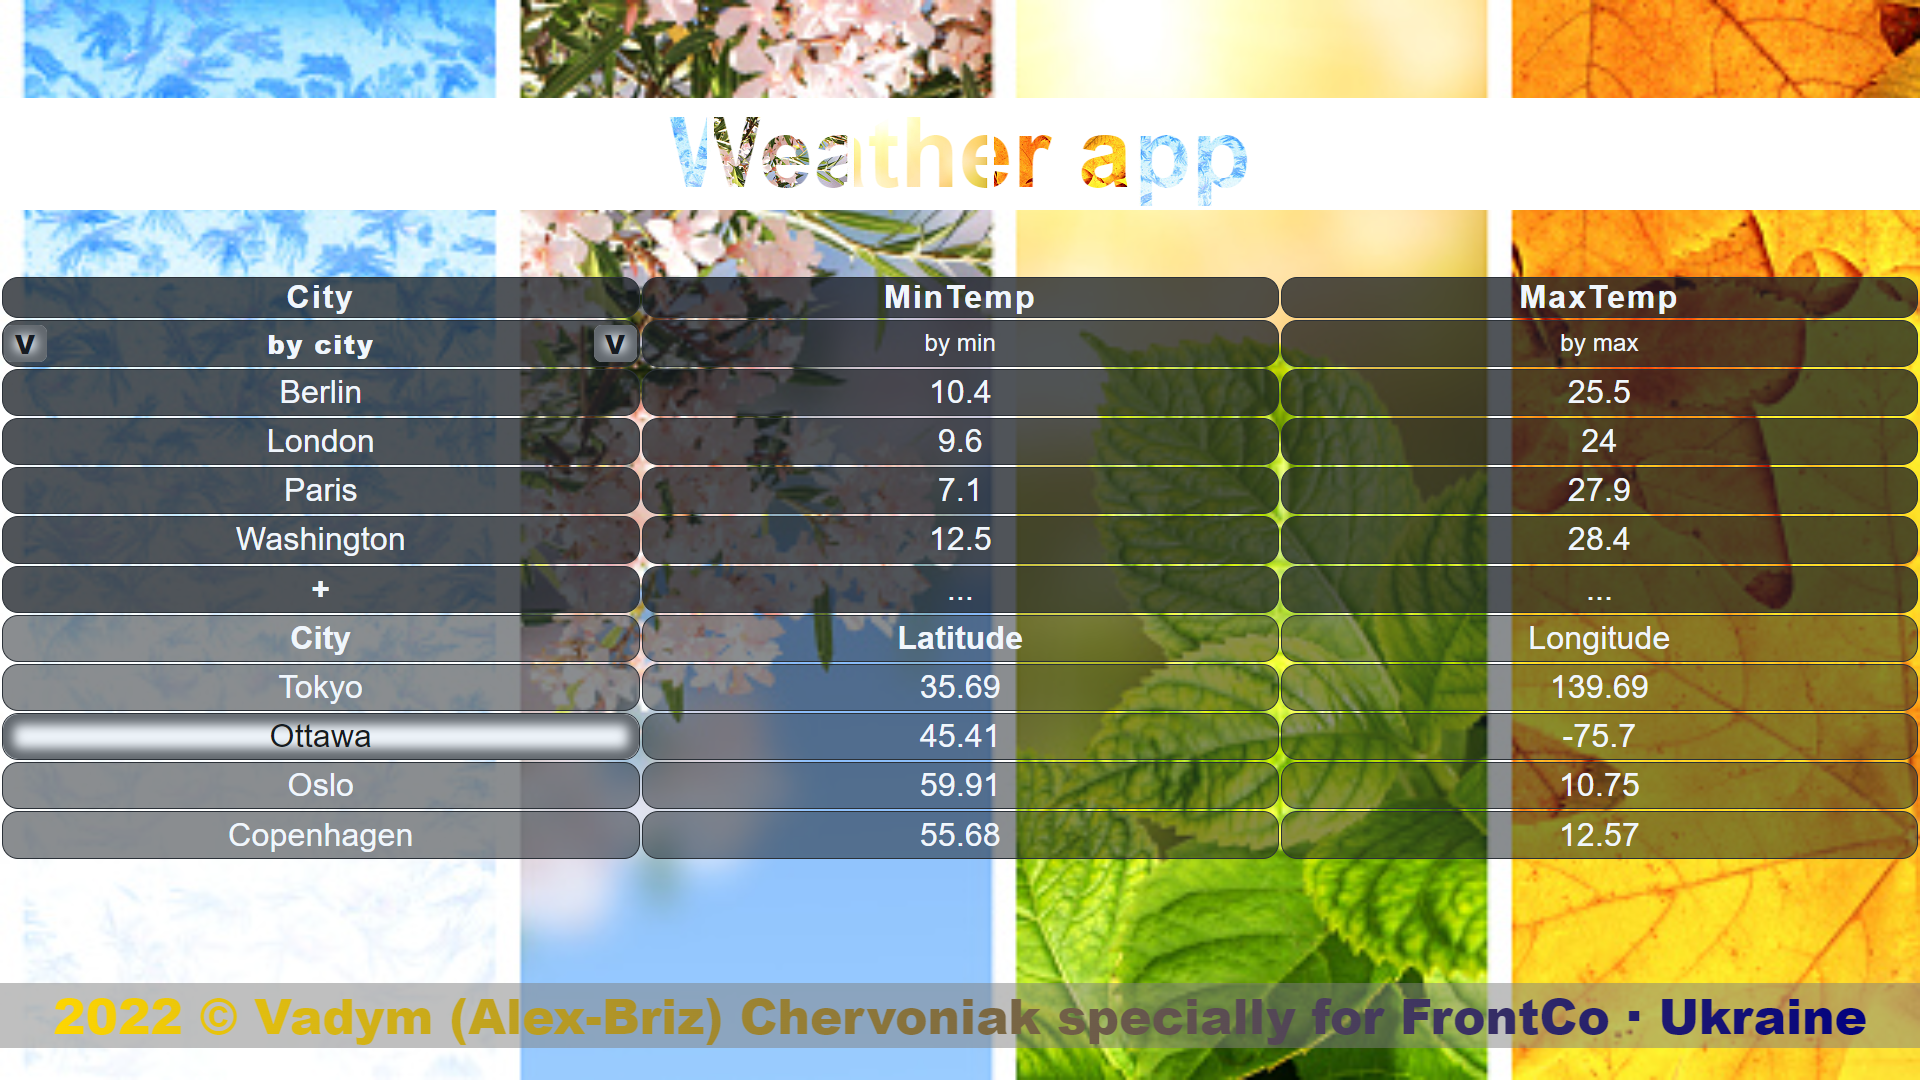 Weather app
City MinTemp MaxTemp
V by city V by min by max
Berlin 10.4 25.5
London 9.6 24
Paris 7.1 27.9
Washington 12.5 28.4
+ ... ...
City Latitude Longitude
Tokyo 35.69 139.69
Ottawa 45.41 -75.7
Oslo 59.91 10.75
Copenhagen 55.68 12.57
2022 © Vadym (Alex-Briz) Chervoniak specially for FrontCo · Ukraine